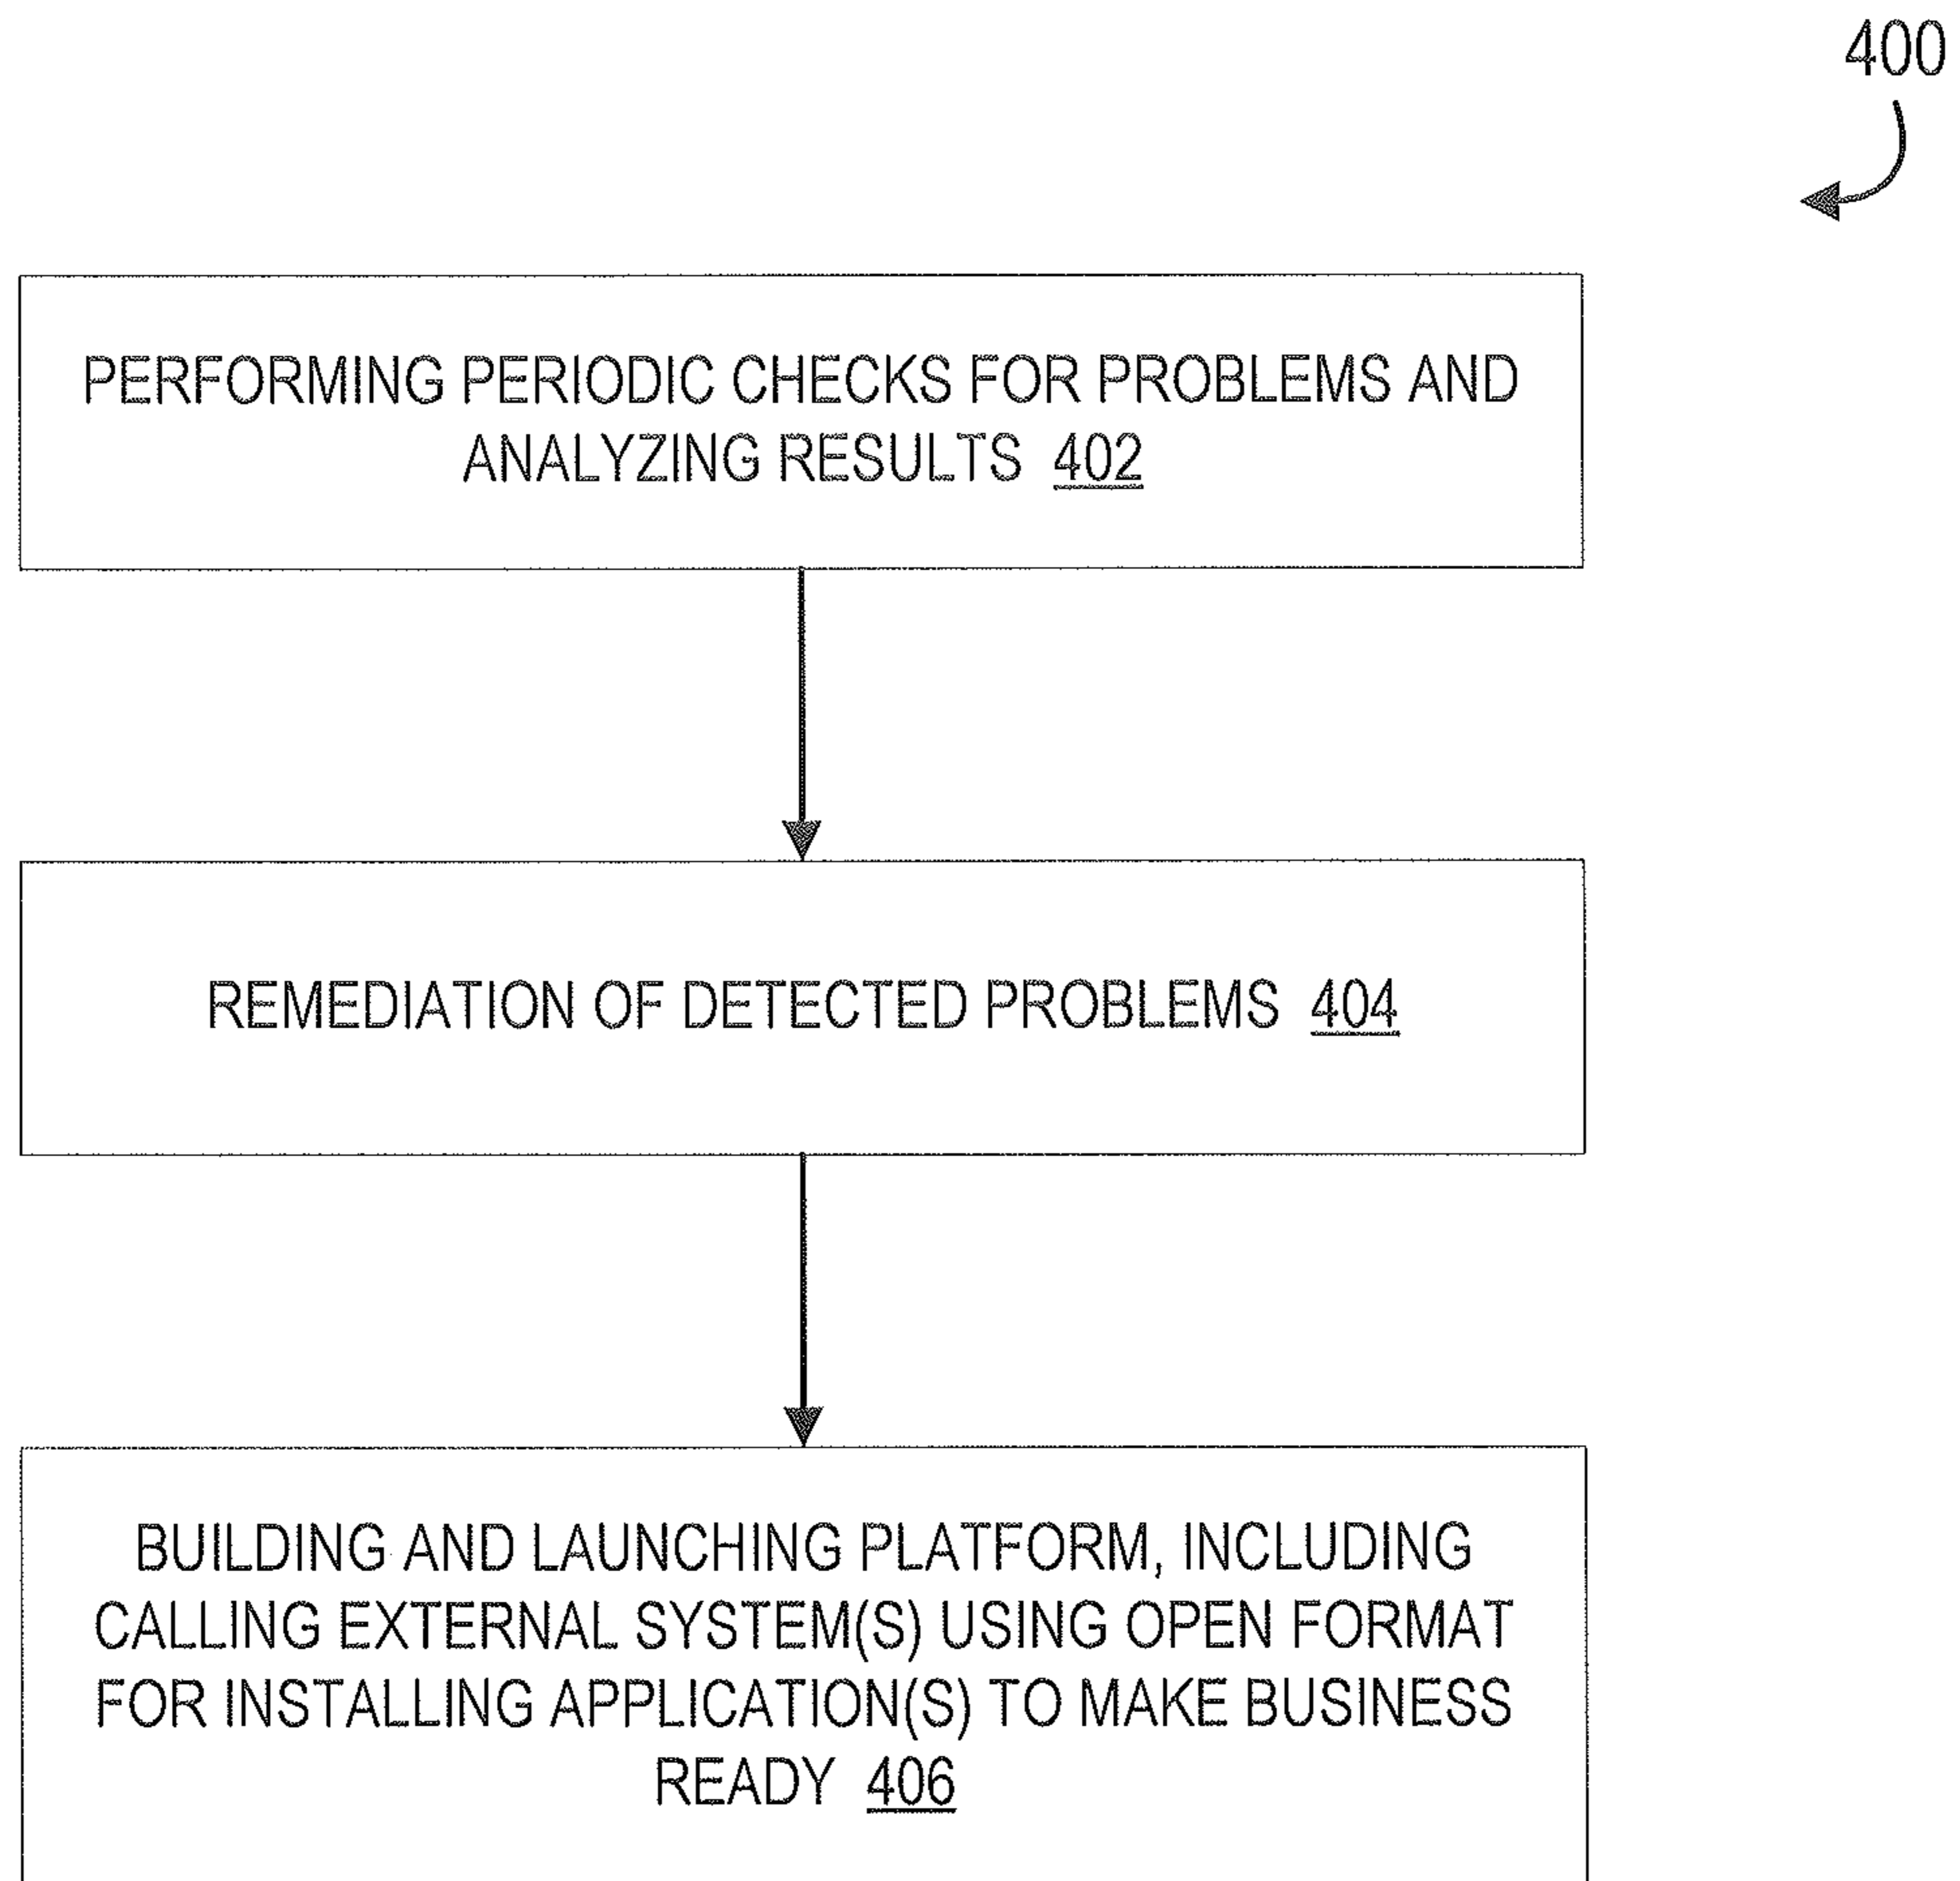 400
PERFORMING PERIODIC CHECKS FOR PROBLEMS AND
ANALYZING RESULTS 402
REMEDIATION OF DETECTED PROBLEMS 404
BUILDING AND LAUNCHING PLATFORM, INCLUDING
CALLING EXTERNAL SYSTEM(S) USING OPEN FORMAT
FOR INSTALLING APPLICATION(S) TO MAKE BUSINESS
READY 406